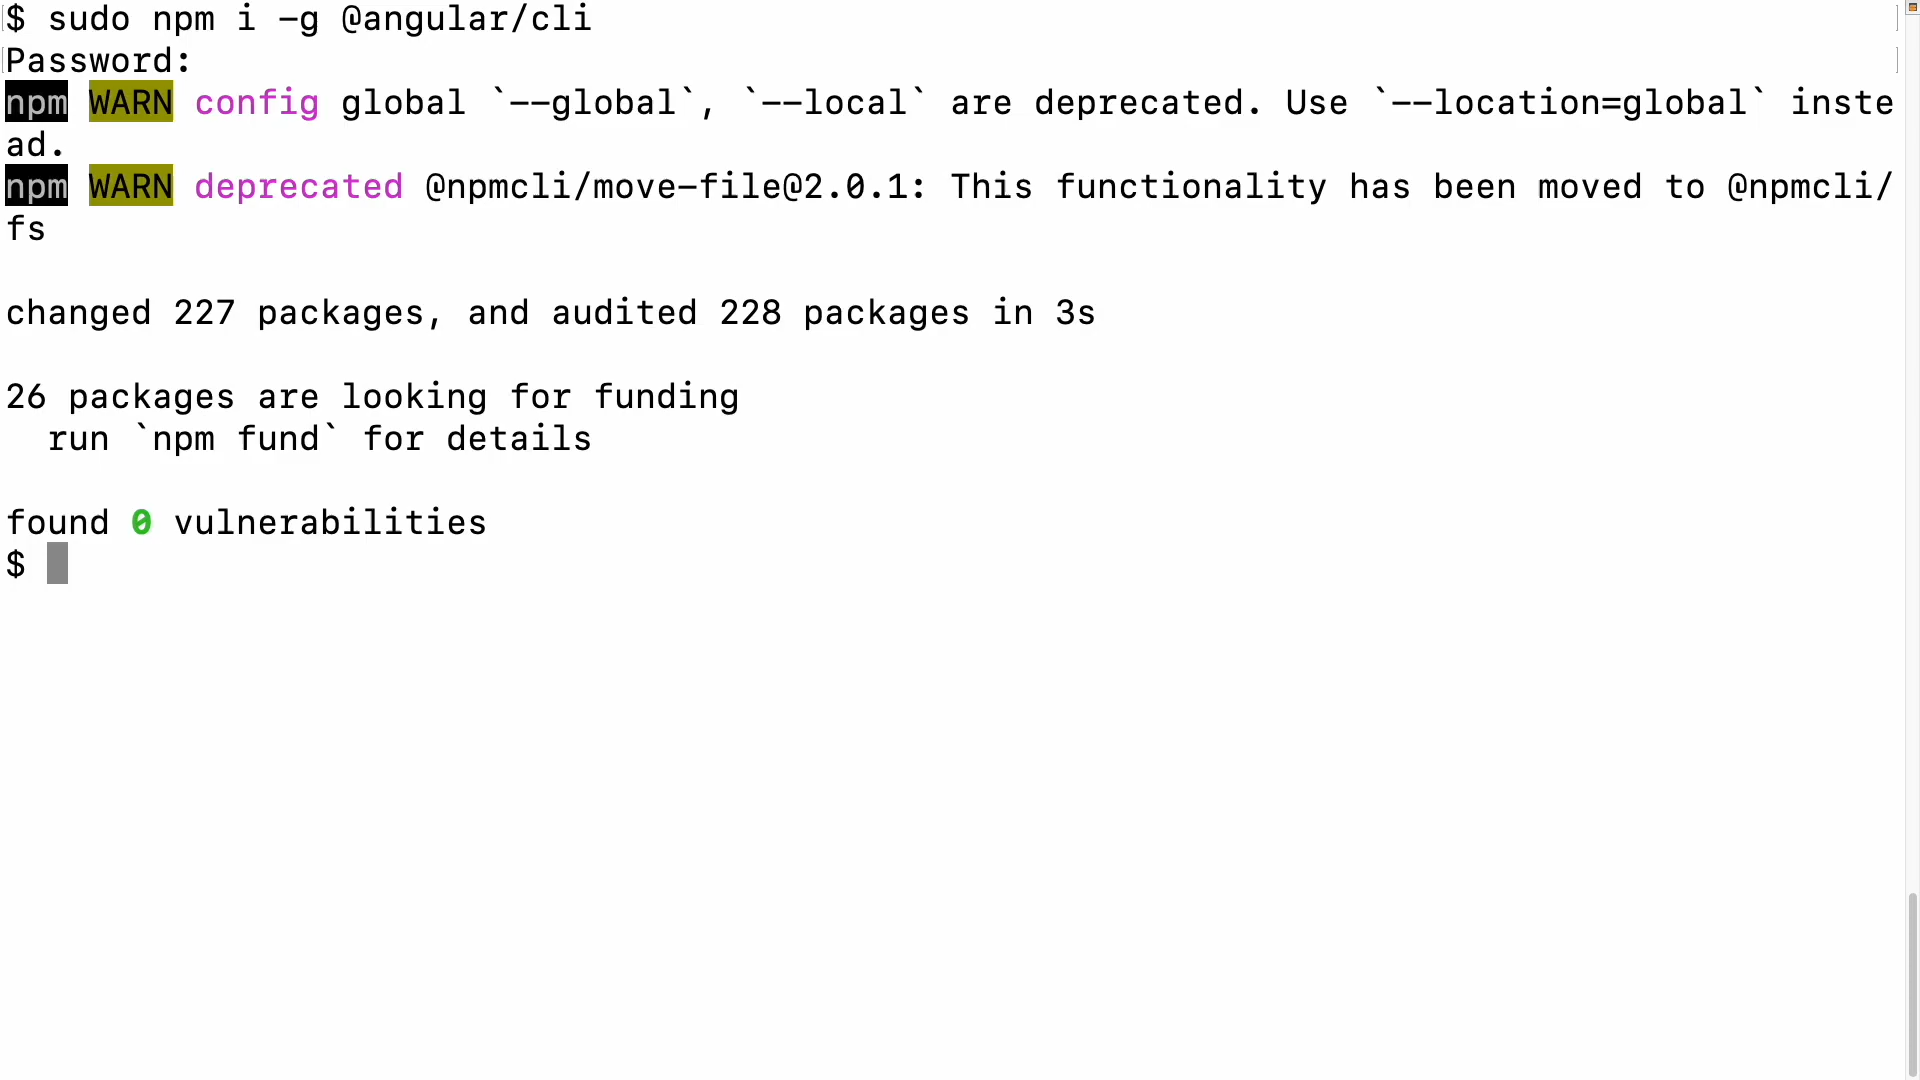 $ sudo npm i -g @angular/cli
Password:
npm WARN config global `--global`, `--local` are deprecated. Use `--location=global` inste
ad.
npm WARN deprecated @npmcli/move-file@2.0.1: This functionality has been moved to @npmcli/
fs
changed 227 packages, and audited 228 packages in 3s
26 packages are looking for funding
  run `npm fund` for details
found 0 vulnerabilities
$